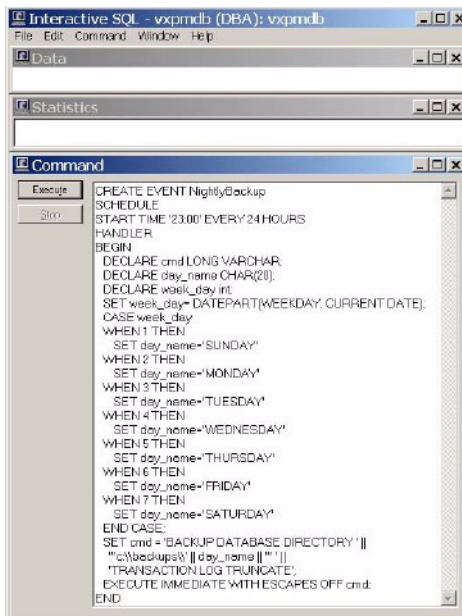 Interactive SQL - vxpmdb (DBA): vxpmdb
File Edit Command Window Help
Data
Statistics
Command
Execute
Stop
CREATE EVENT NightlyBackup
SCHEDULE
START TIME '23:00' EVERY 24 HOURS
HANDLER
BEGIN
DECLARE cmd LONG VARCHAR;
DECLARE day_name CHAR(20);
DECLARE week_day int;
SET week_day= DATEPART(WEEKDAY, CURRENT DATE);
CASE week_day
WHEN 1 THEN
SET day_name='SUNDAY'
WHEN 2 THEN
SET day_name='MONDAY'
WHEN 3 THEN
SET day_name='TUESDAY'
WHEN 4 THEN
SET day_name='WEDNESDAY'
WHEN 5 THEN
SET day_name='THURSDAY'
WHEN 6 THEN
SET day_name='FRIDAY'
WHEN 7 THEN
SET day_name='SATURDAY'
END CASE;
SET cmd = 'BACKUP DATABASE DIRECTORY ' ||
'''c:\\backups\\' || day_name || ''' ' ||
'TRANSACTION LOG TRUNCATE';
EXECUTE IMMEDIATE WITH ESCAPES OFF cmd;
END